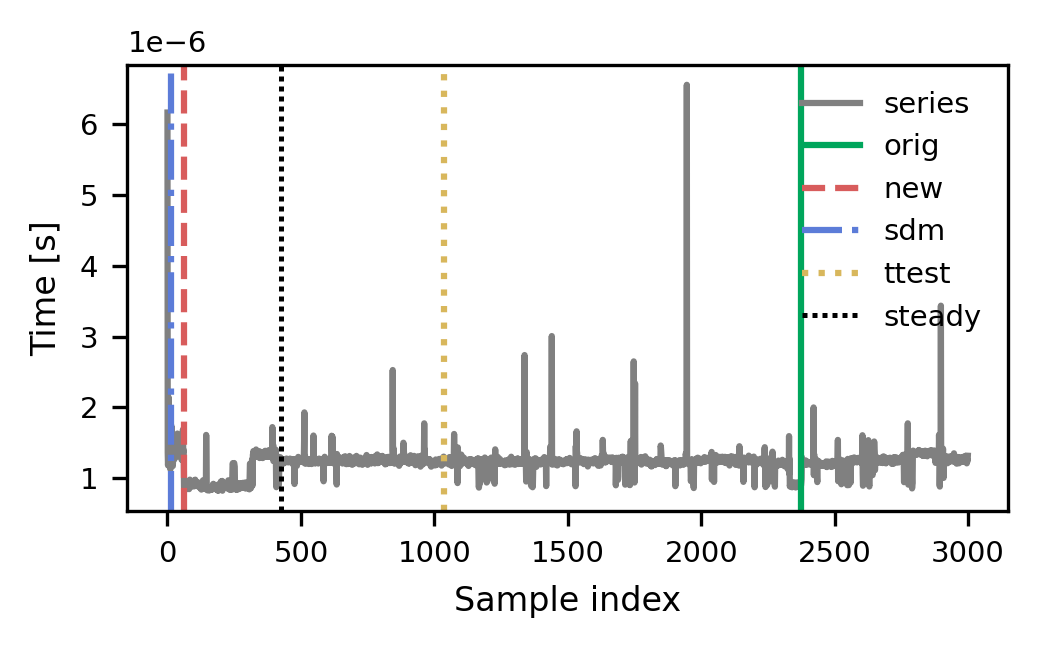 1e−6
Time [s]
6
5
4
3
2
1
series
orig
new
sdm
ttest
steady
0 500 1000 1500 2000 2500 3000
Sample index